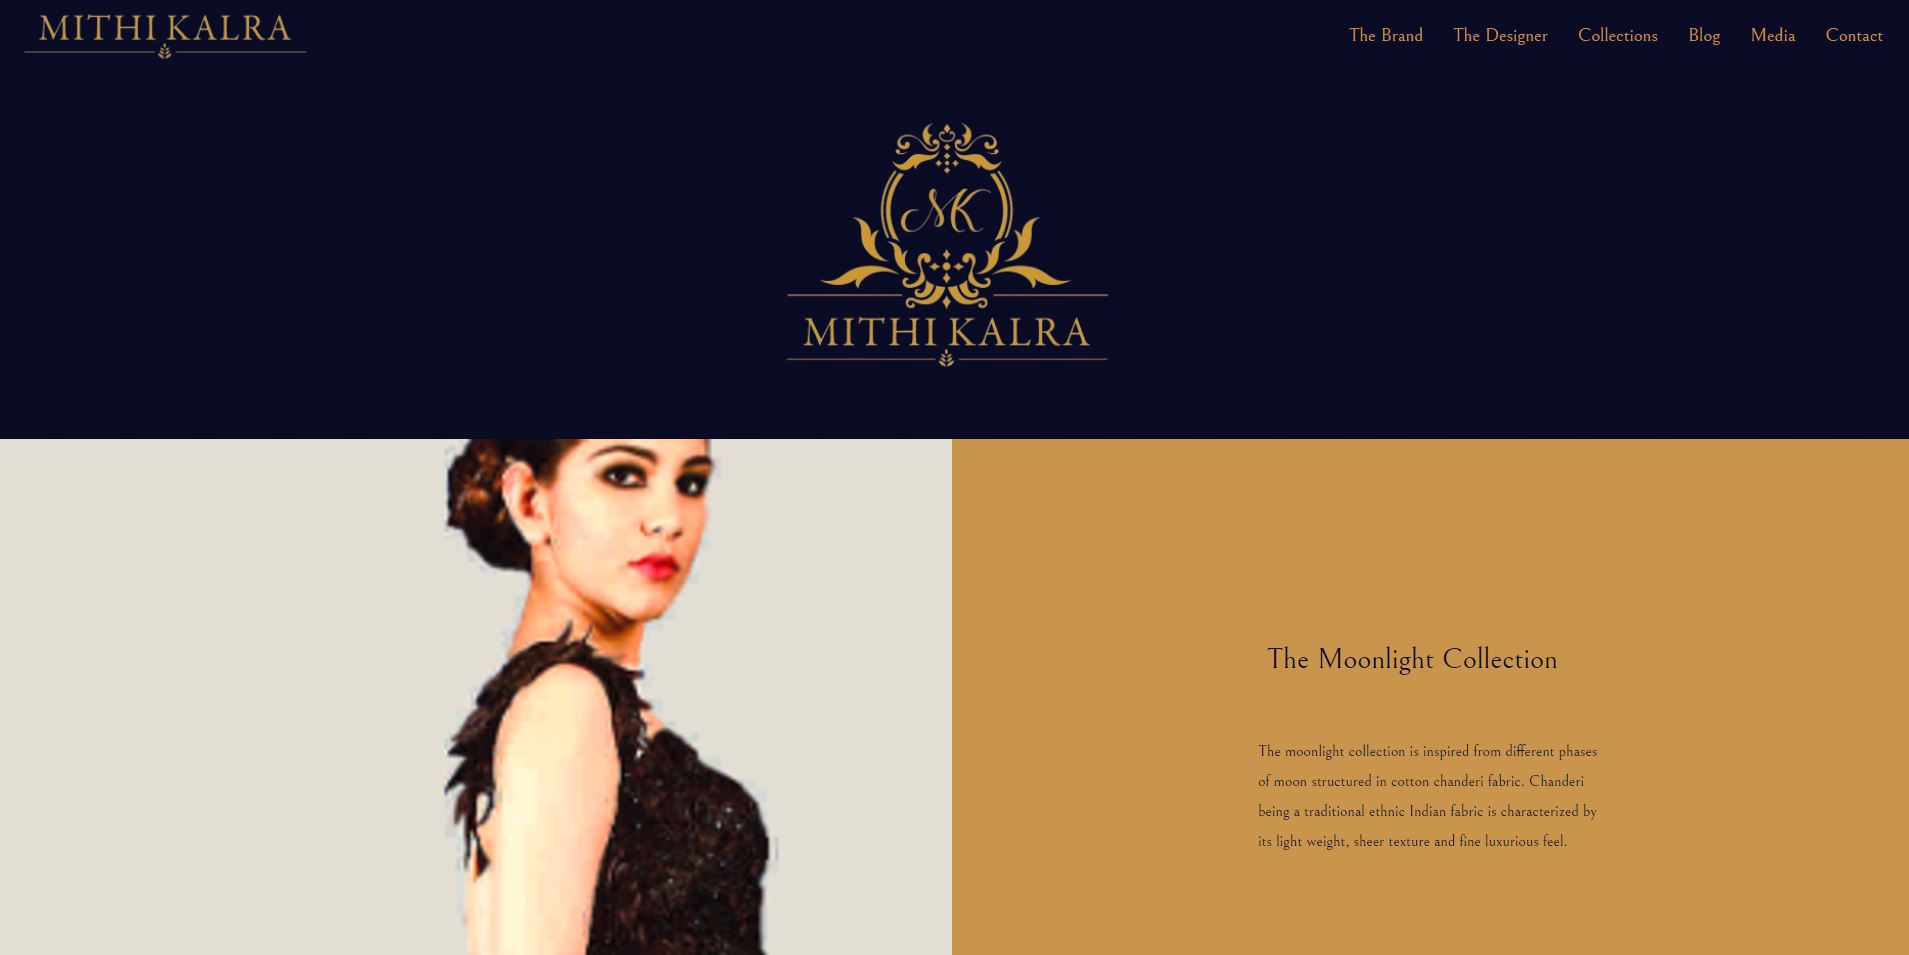 MITHI KALRA
The Brand The Designer Collections Blog Media Contact
MK
MITHI KALRA
The Moonlight Collection
The moonlight collection is inspired from different phases
of moon structured in cotton chanderi fabric. Chanderi
being a traditional ethnic Indian fabric is characterized by
its light weight, sheer texture and fine luxurious feel.